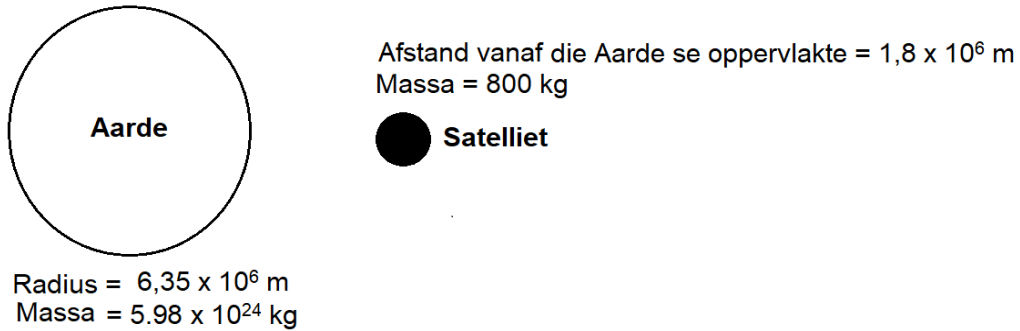 Afstand vanaf die Aarde se oppervlakte = 1,8 x 10⁶ m
Massa = 800 kg
Aarde
Satelliet
Radius = 6,35 x 10⁶ m
Massa = 5.98 x 10²⁴ kg